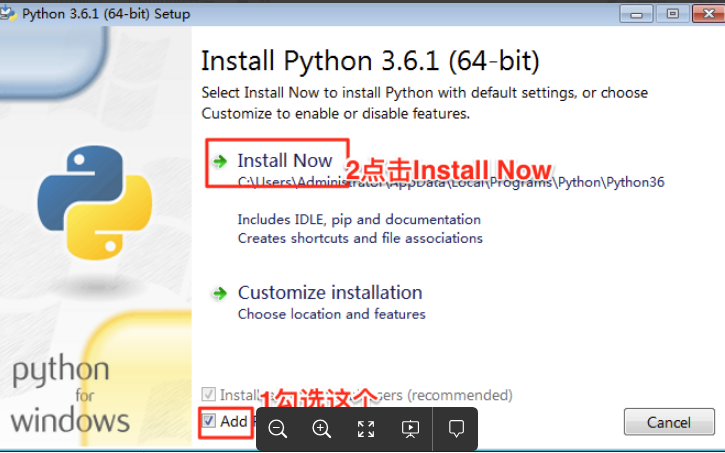 Python 3.6.1 (64-bit) Setup
Install Python 3.6.1 (64-bit)
Select Install Now to install Python with default settings, or choose
Customize to enable or disable features.
Install Now
2点击Install Now
C:\Users\Administrator\AppData\Local\Programs\Python\Python36
Includes IDLE, pip and documentation
Creates shortcuts and file associations
Customize installation
Choose location and features
python
for
windows
1勾选这个
Install (recommended)
Add
Cancel